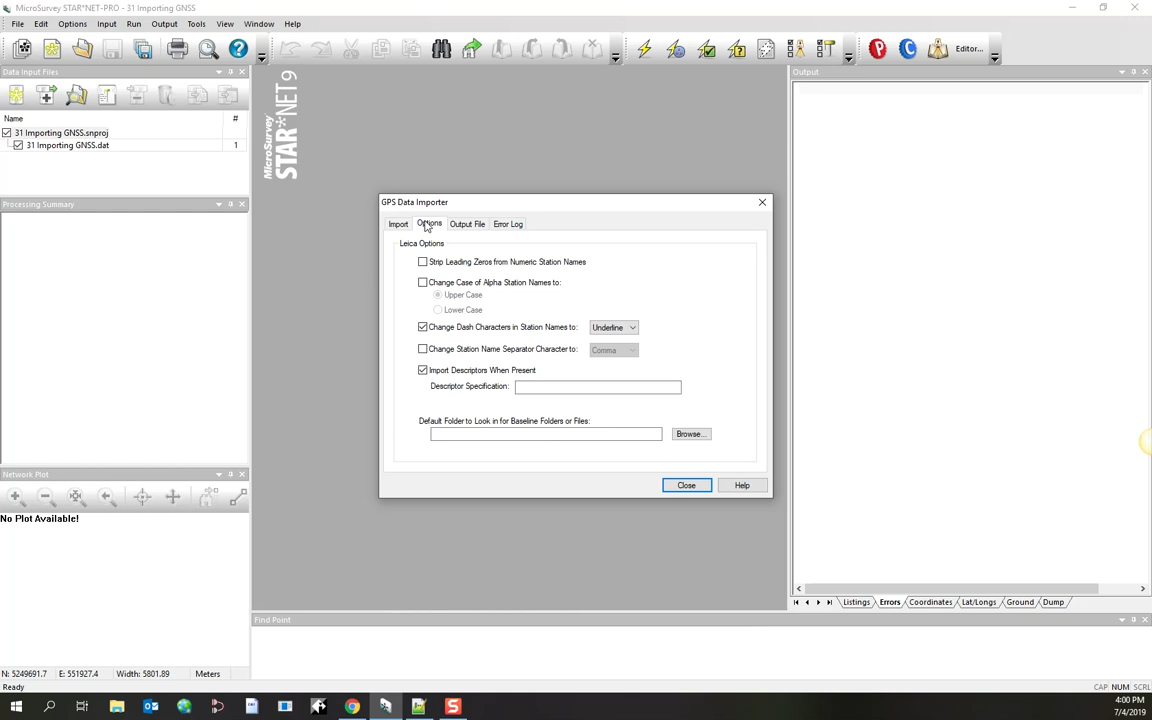 MicroSurvey STAR*NET-PRO - 31 Importing GNSS
File Edit Options Input Run Output Tools View Window Help
Editor...
Data Input Files
Output
Name #
31 Importing GNSS.snproj
31 Importing GNSS.dat 1
MicroSurvey
STAR*NET 9
Processing Summary
GPS Data Importer
Import Options Output File Error Log
Leica Options
Strip Leading Zeros from Numeric Station Names
Change Case of Alpha Station Names to:
Upper Case
Lower Case
Change Dash Characters in Station Names to: Underline
Change Station Name Separator Character to: Comma
Import Descriptors When Present
Descriptor Specification:
Default Folder to Look in for Baseline Folders or Files:
Browse...
Close Help
Network Plot
No Plot Available!
Listings Errors Coordinates Lat/Longs Ground Dump
Find Point
N: 5249691.7 E: 551927.4 Width: 5801.89 Meters
Ready
CAP NUM SCRL
4:00 PM
7/4/2019